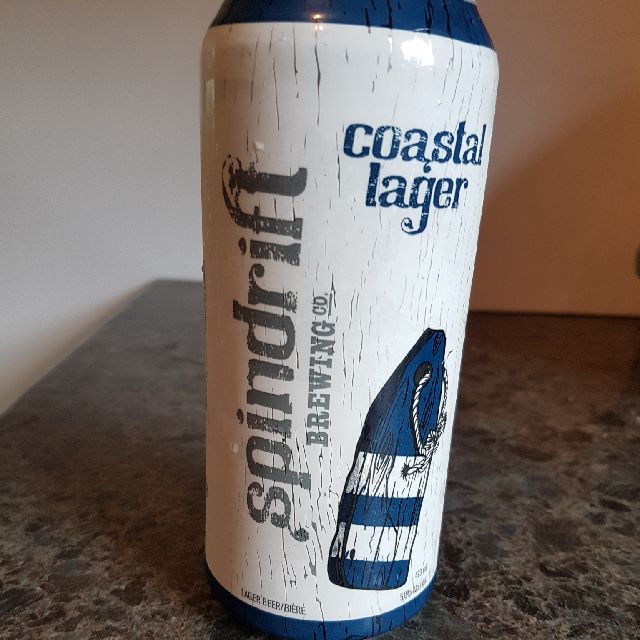 coastal
lager
spindrift
BREWING CO.
LAGER BEER/BIÈRE